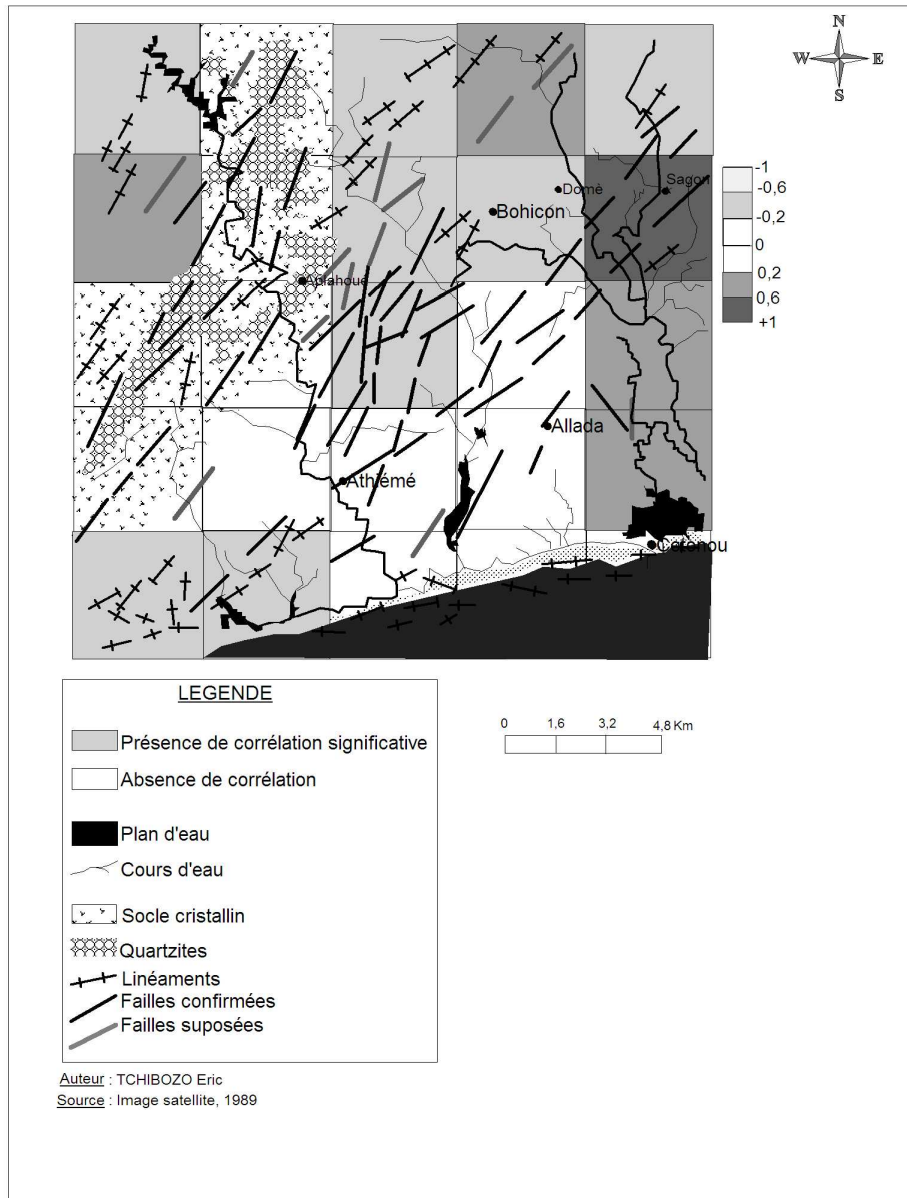 N
W E
S
-1
-0,6
-0,2
0
0,2
0,6
+1
Domè
Sagon
Bohicon
Aplahoué
Allada
Athiémé
Cotonou
LEGENDE
Présence de corrélation significative
Absence de corrélation
Plan d'eau
Cours d'eau
Socle cristallin
Quartzites
Linéaments
Failles confirmées
Failles suposées
0 1,6 3,2 4,8 Km
Auteur : TCHIBOZO Eric
Source : Image satellite, 1989